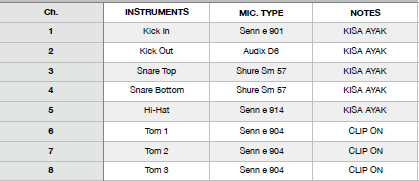 Ch. INSTRUMENTS MIC. TYPE NOTES
1 Kick In Senn e 901 KISA AYAK
2 Kick Out Audix D6 KISA AYAK
3 Snare Top Shure Sm 57 KISA AYAK
4 Snare Bottom Shure Sm 57 KISA AYAK
5 Hi-Hat Senn e 914 KISA AYAK
6 Tom 1 Senn e 904 CLIP ON
7 Tom 2 Senn e 904 CLIP ON
8 Tom 3 Senn e 904 CLIP ON